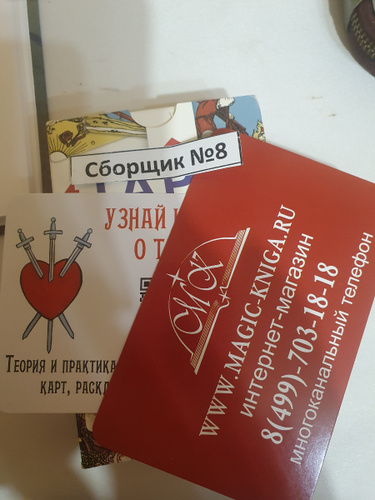 Сборщик №8
ТАР
УЗНАЙ
О Т
ТЕОРИЯ И ПРАКТИКА
КАРТ, РАСКЛ
WWW.MAGIC-KNIGA.RU
интернет-магазин
8(499)-703-18-18
многоканальный телефон